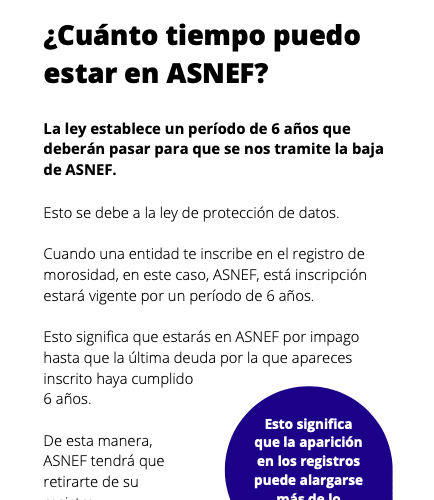 ¿Cuánto tiempo puedo
estar en ASNEF?
La ley establece un período de 6 años que
deberán pasar para que se nos tramite la baja
de ASNEF.
Esto se debe a la ley de protección de datos.
Cuando una entidad te inscribe en el registro de
morosidad, en este caso, ASNEF, está inscripción
estará vigente por un período de 6 años.
Esto significa que estarás en ASNEF por impago
hasta que la última deuda por la que apareces
inscrito haya cumplido
6 años.
De esta manera,
ASNEF tendrá que
retirarte de su
Esto significa
que la aparición
en los registros
puede alargarse
más de lo